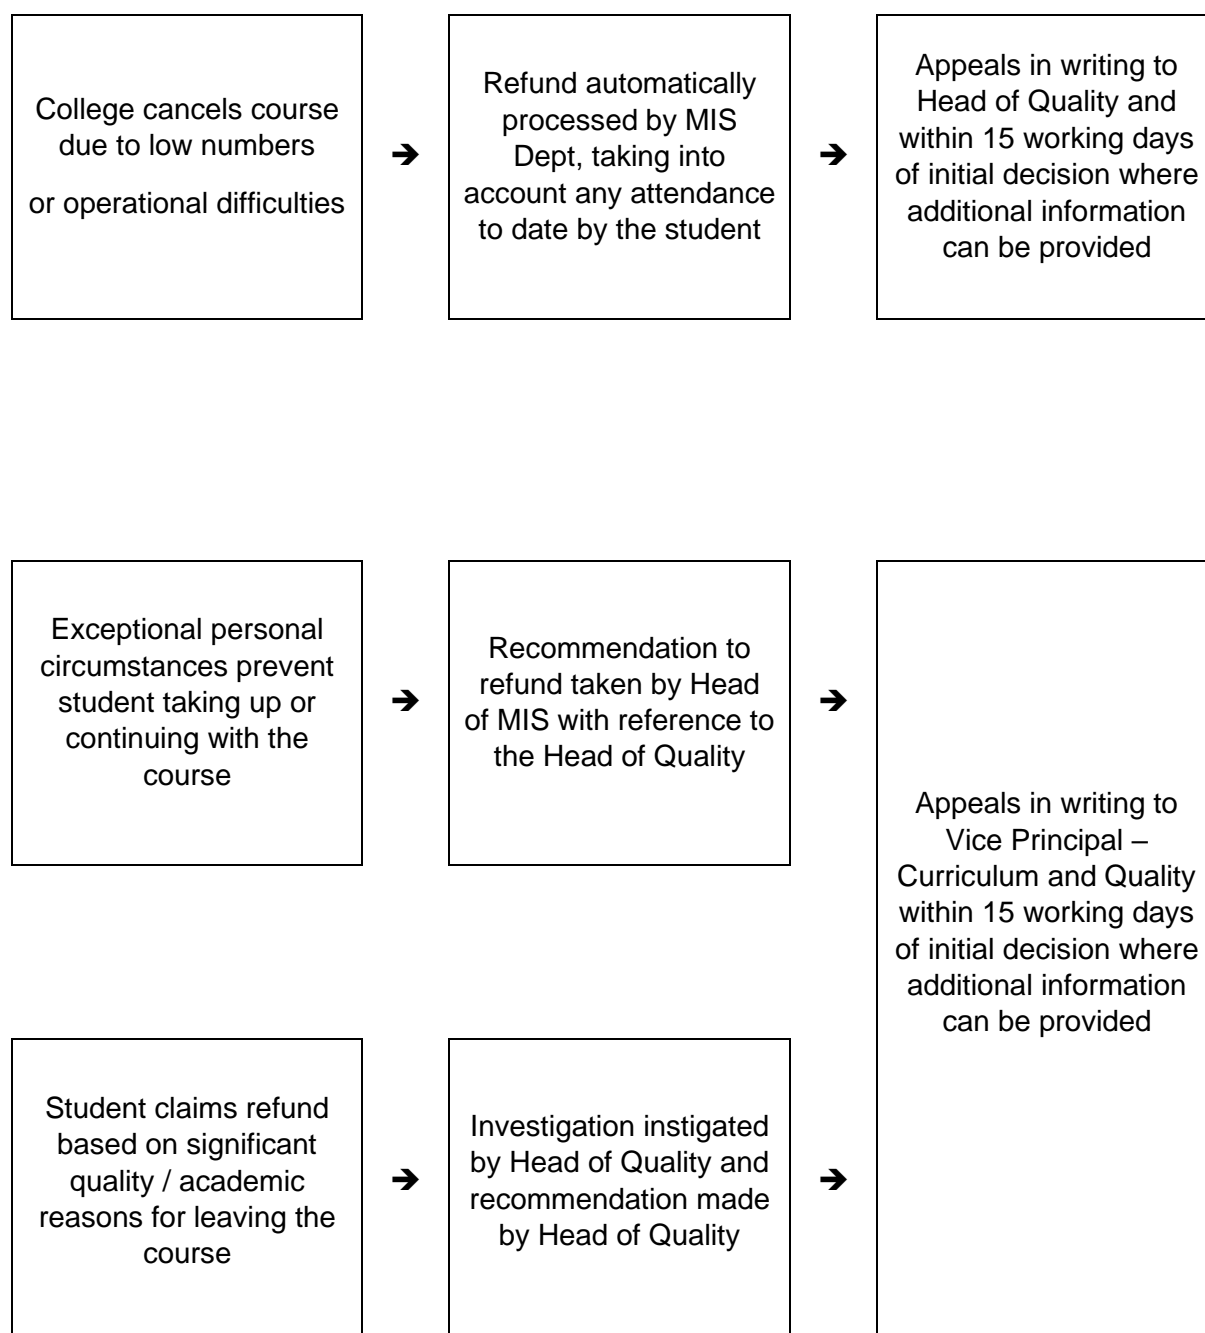 College cancels course
due to low numbers
or operational difficulties
➔
Refund automatically
processed by MIS
Dept, taking into
account any attendance
to date by the student
➔
Appeals in writing to
Head of Quality and
within 15 working days
of initial decision where
additional information
can be provided
Exceptional personal
circumstances prevent
student taking up or
continuing with the
course
➔
Recommendation to
refund taken by Head
of MIS with reference to
the Head of Quality
➔
Appeals in writing to
Vice Principal –
Curriculum and Quality
within 15 working days
of initial decision where
additional information
can be provided
Student claims refund
based on significant
quality / academic
reasons for leaving the
course
➔
Investigation instigated
by Head of Quality and
recommendation made
by Head of Quality
➔